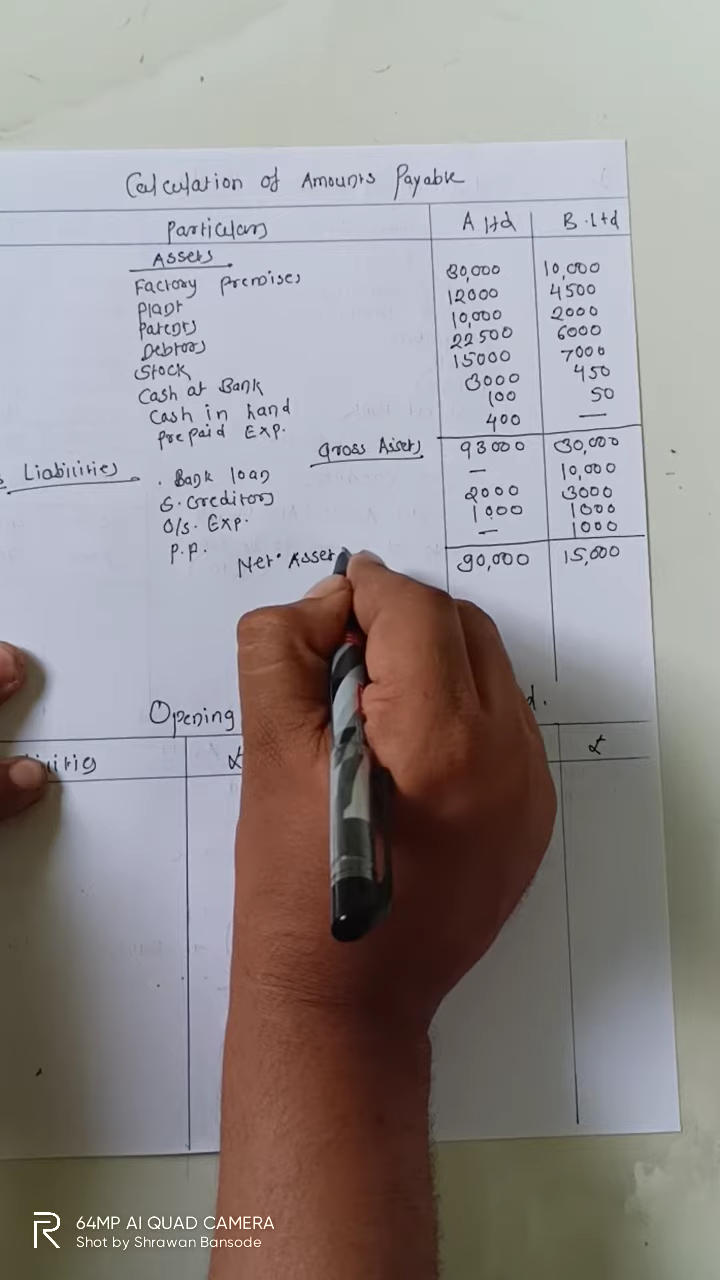 Calculation of Amounts Payable
Particulars A ltd B. Ltd
Assets
Factory premises 30,000 10,000
Plant 12000 4500
Patents 10,000 2000
Debtors 22500 6000
Stock 15000 7000
Cash at Bank 3000 450
Cash in hand 100 50
prepaid Exp. 400 —
Gross Assets 93000 30,000
Liabilities
Bank loan — 10,000
S. Creditors 2000 3000
O/s. Exp. 1000 1000
P.P. — 1000
Net Asset 90,000 15,000
Opening
64MP AI QUAD CAMERA
Shot by Shrawan Bansode